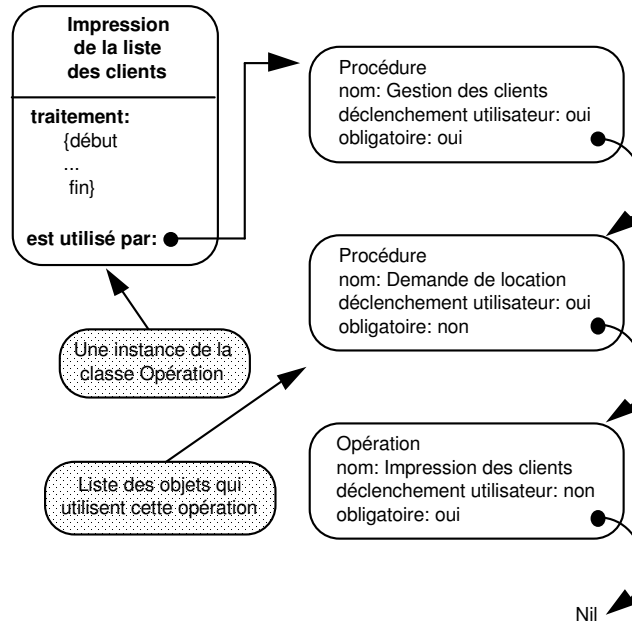 Impression
de la liste
des clients
traitement:
{début
...
fin}
est utilisé par:
Une instance de la
classe Opération
Liste des objets qui
utilisent cette opération
Procédure
nom: Gestion des clients
déclenchement utilisateur: oui
obligatoire: oui
Procédure
nom: Demande de location
déclenchement utilisateur: oui
obligatoire: non
Opération
nom: Impression des clients
déclenchement utilisateur: non
obligatoire: oui
Nil